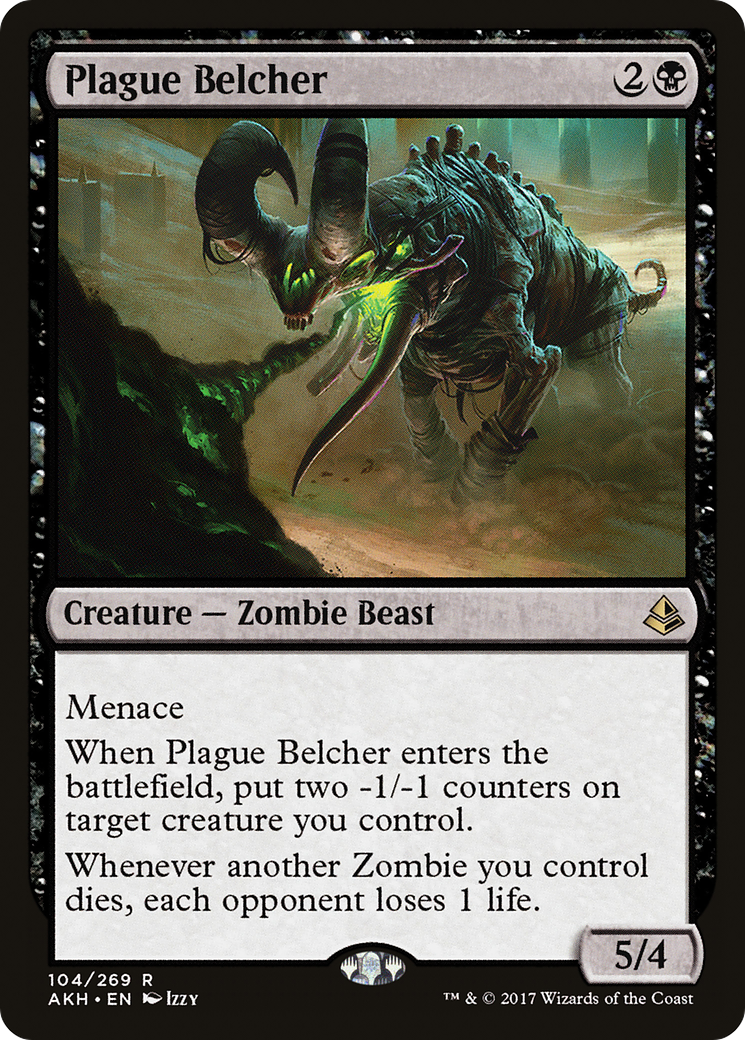 Plague Belcher 2
Creature — Zombie Beast
Menace
When Plague Belcher enters the
battlefield, put two -1/-1 counters on
target creature you control.
Whenever another Zombie you control
dies, each opponent loses 1 life.
5/4
104/269 R
AKH • EN Izzy
™ & © 2017 Wizards of the Coast